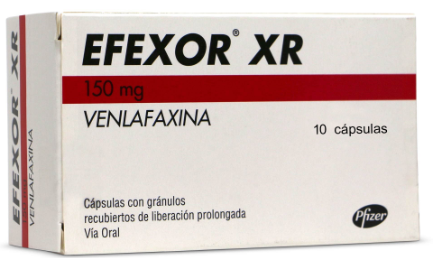 EFEXOR® XR
150 mg
VENLAFAXINA
10 cápsulas
Cápsulas con gránulos
recubiertos de liberación prolongada
Vía Oral
Pfizer
EFEXOR® XR
VENLAFAXINA